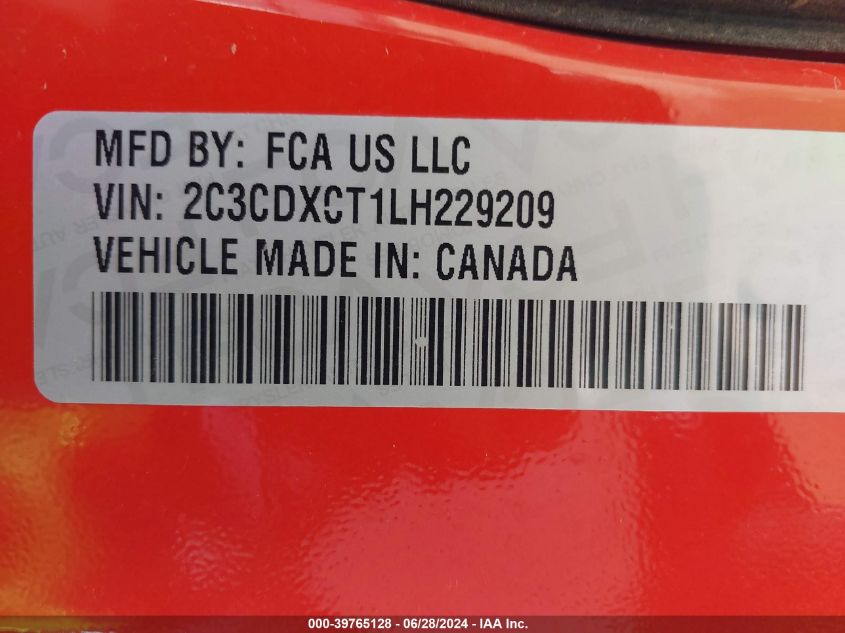 MFD BY: FCA US LLC
VIN: 2C3CDXCT1LH229209
VEHICLE MADE IN: CANADA
000-39765128 - 06/28/2024 - IAA Inc.